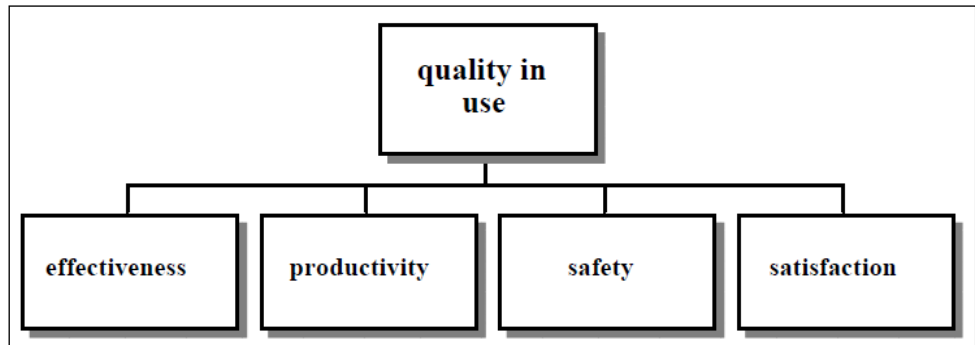 quality in
use
effectiveness
productivity
safety
satisfaction